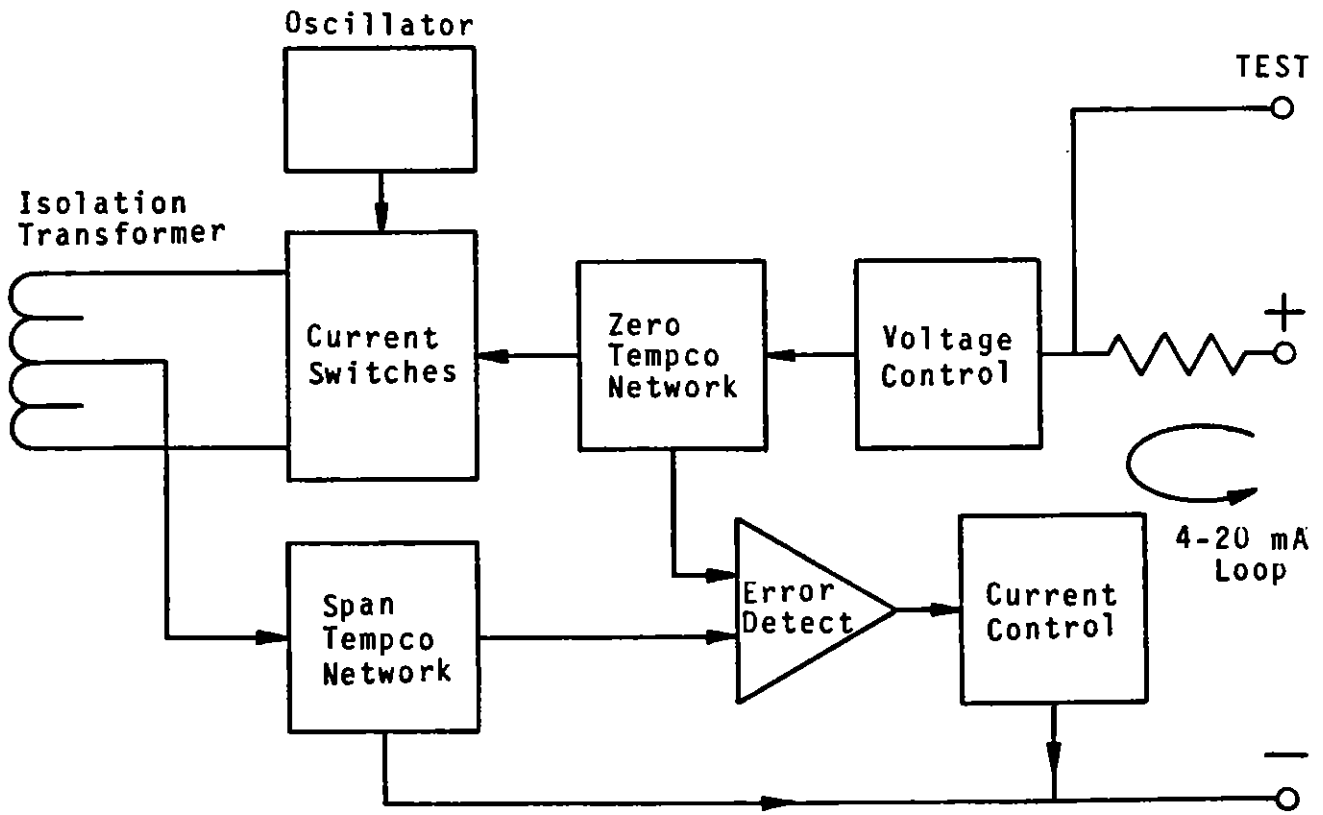 Oscillator
TEST
Isolation
Transformer
Current
Switches
Zero
Tempco
Network
Voltage
Control
+
4-20 mA
Loop
Span
Tempco
Network
Error
Detect
Current
Control
—